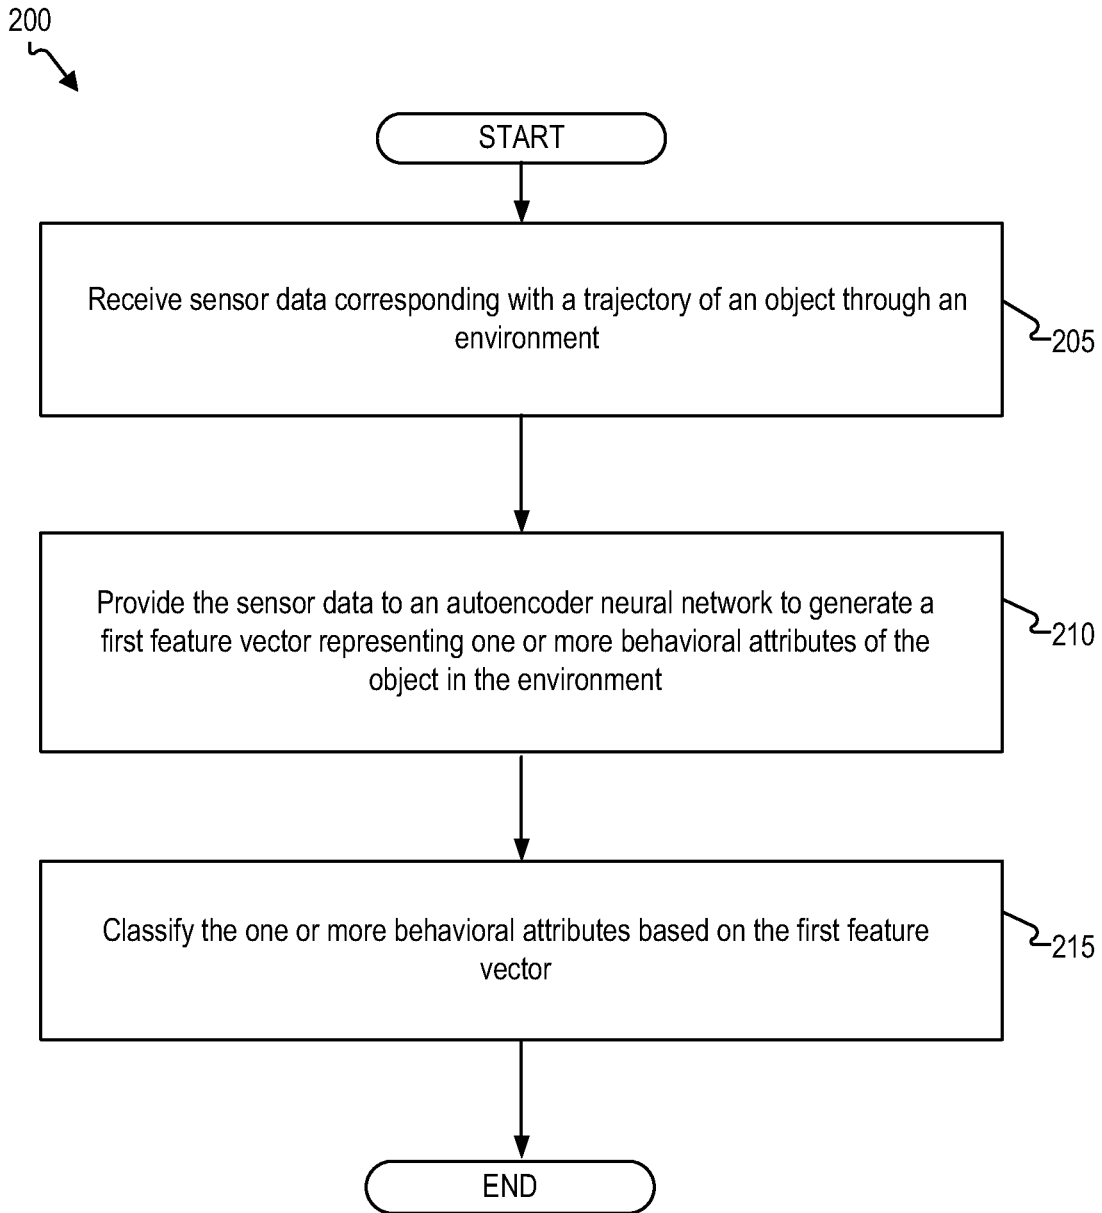 200
START
Receive sensor data corresponding with a trajectory of an object through an
environment
205
Provide the sensor data to an autoencoder neural network to generate a
first feature vector representing one or more behavioral attributes of the
object in the environment
210
Classify the one or more behavioral attributes based on the first feature
vector
215
END